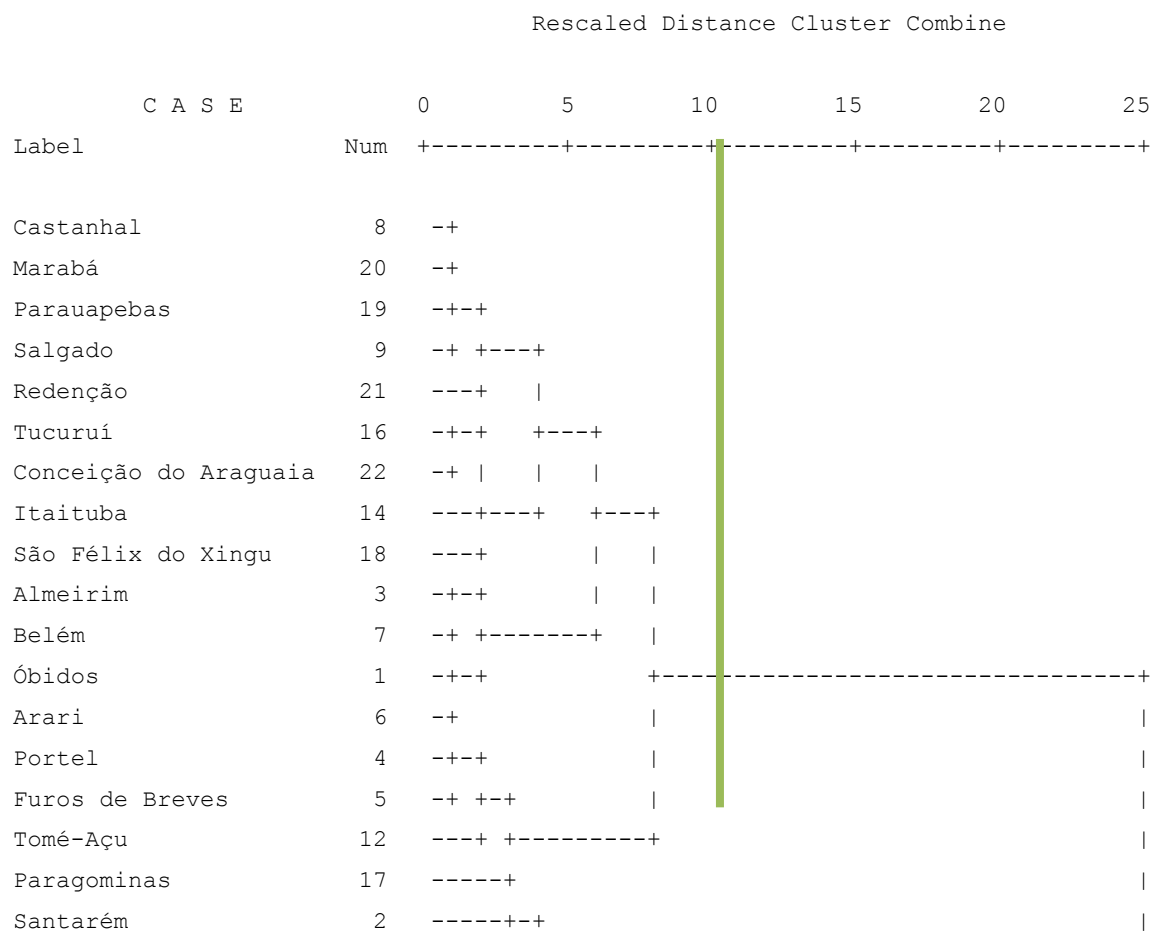 Rescaled Distance Cluster Combine
C A S E 0 5 10 15 20 25
Label Num +---------+---------+---------+---------+---------+
Castanhal 8 -+
Marabá 20 -+
Parauapebas 19 -+-+
Salgado 9 -+ +---+
Redenção 21 ---+ |
Tucuruí 16 -+-+ +---+
Conceição do Araguaia 22 -+ | | |
Itaituba 14 ---+---+ +---+
São Félix do Xingu 18 ---+ | |
Almeirim 3 -+-+ | |
Belém 7 -+ +-------+ |
Óbidos 1 -+-+ +---------------------------------+
Arari 6 -+ | |
Portel 4 -+-+ | |
Furos de Breves 5 -+ +-+ | |
Tomé-Açu 12 ---+ +---------+ |
Paragominas 17 -----+ |
Santarém 2 -----+-+ |